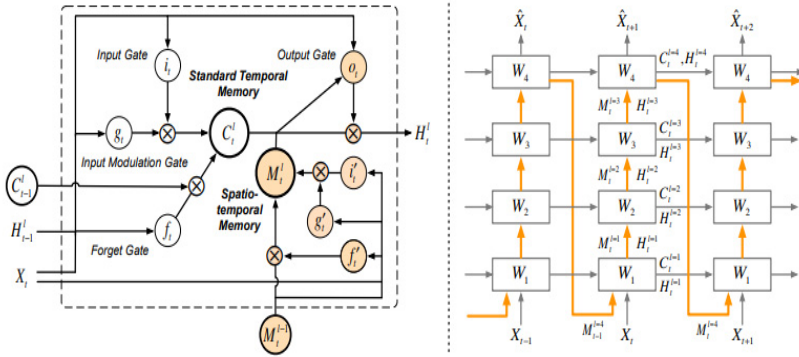 Input Gate
i_t
Output Gate
o_t
Standard Temporal
Memory
g_t
C_t^l
H_t^l
Input Modulation Gate
M_t^l
i'_t
C_{t-1}^l
Spatio-
temporal
Memory
g'_t
H_{t-1}^l
f_t
Forget Gate
f'_t
X_t
M_t^{l-1}
X̂_t X̂_{t+1} X̂_{t+2}
C_t^{l=4}, H_t^{l=4}
W_4 W_4 W_4
M_t^{l=3} H_t^{l=3} C_t^{l=3}
W_3 W_3 W_3
H_t^{l=3}
M_t^{l=2} H_t^{l=2} C_t^{l=2}
W_2 W_2 W_2
H_t^{l=2}
M_t^{l=1} H_t^{l=1} C_t^{l=1}
W_1 W_1 W_1
H_t^{l=1}
X_{t-1} M_{t-1}^{l=4} X_t M_t^{l=4} X_{t+1}